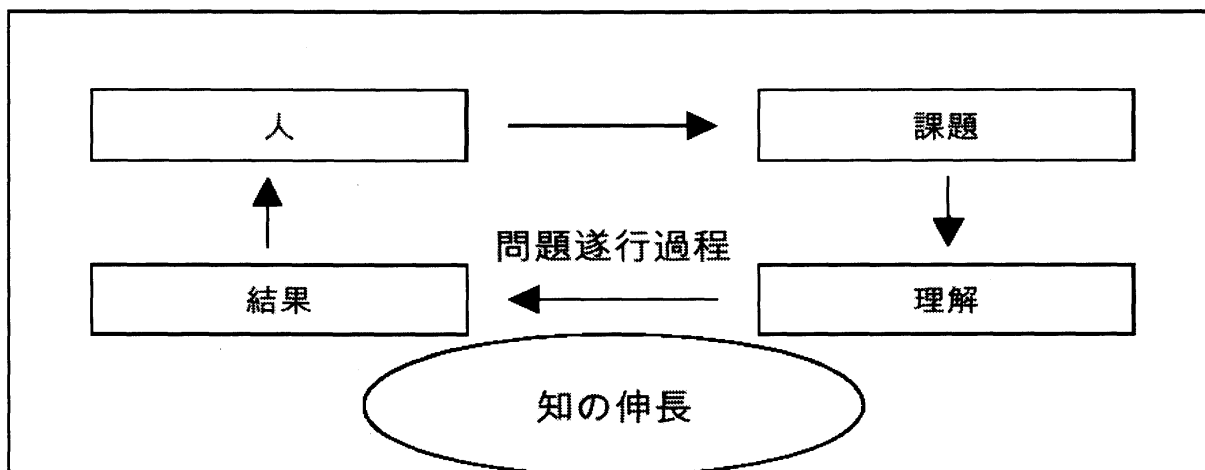 人
課題
問題遂行過程
結果
理解
知の伸長